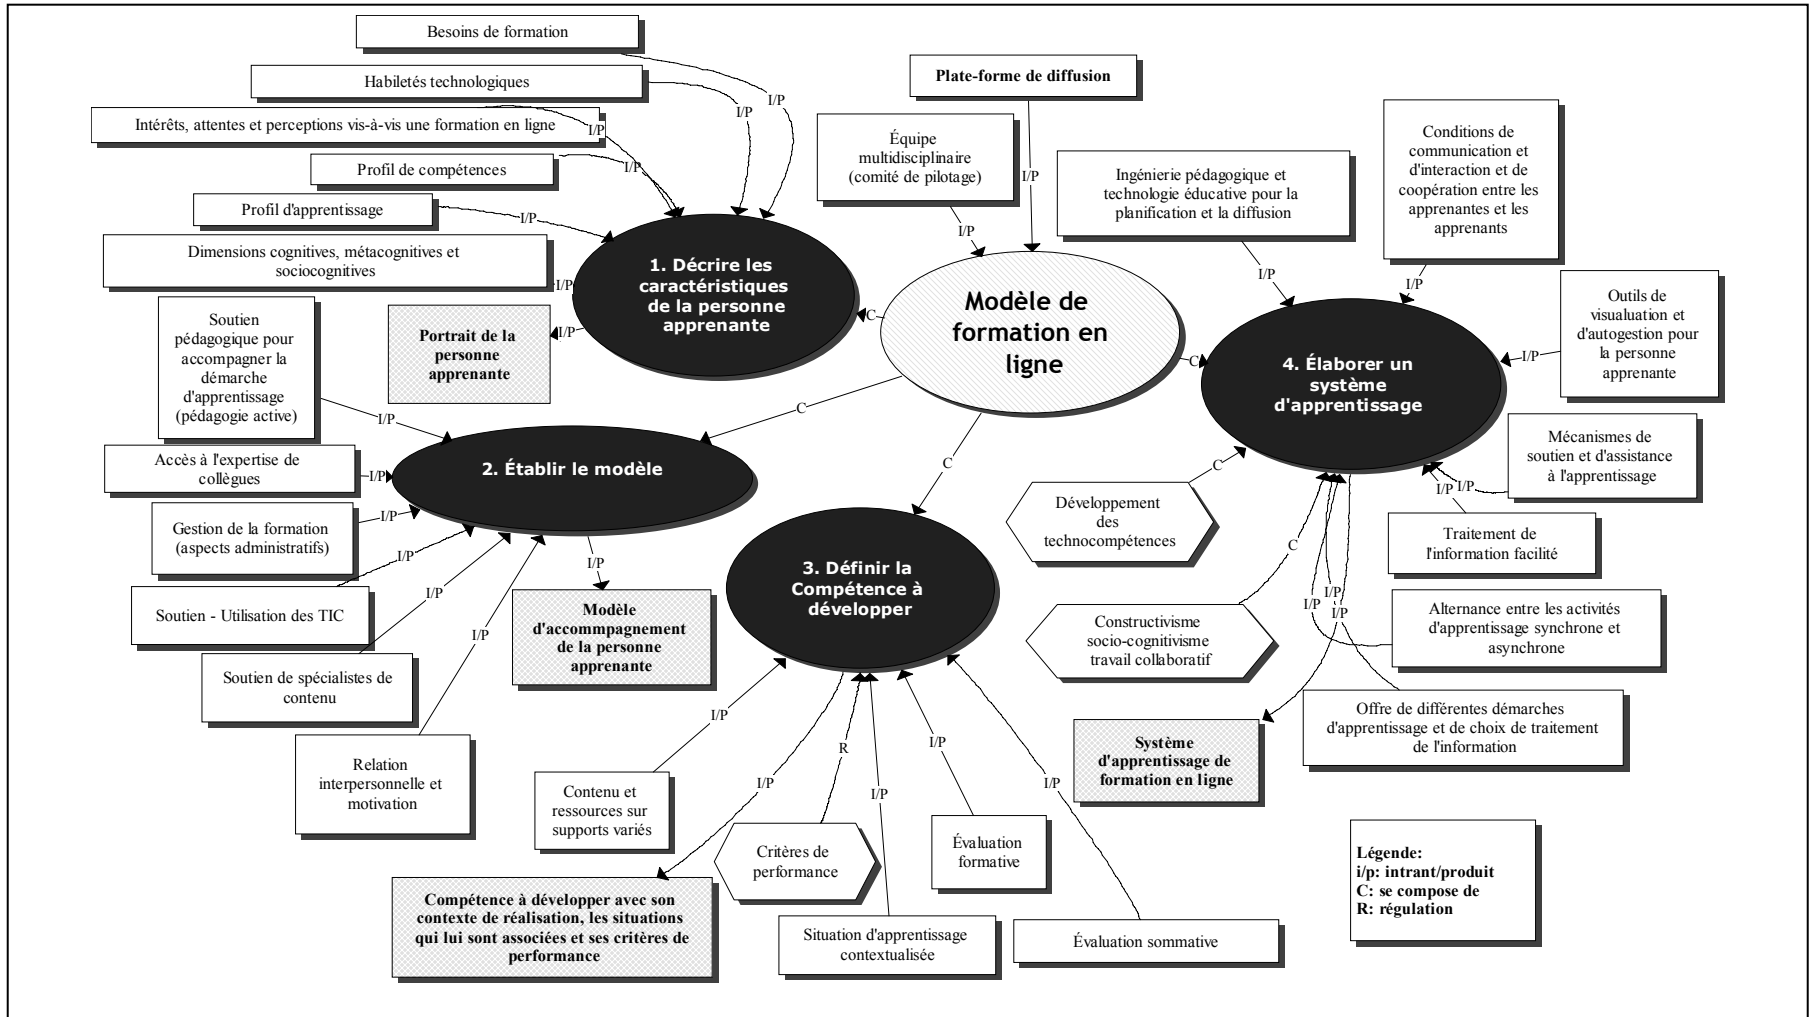 Besoins de formation
Habiletés technologiques
Intérêts, attentes et perceptions vis-à-vis une formation en ligne
Profil de compétences
Profil d'apprentissage
Dimensions cognitives, métacognitives et
sociocognitives
I/P
I/P
I/P
I/P
I/P
I/P
1. Décrire les
caractéristiques
de la personne
apprenante
I/P
Portrait de la
personne
apprenante
Plate-forme de diffusion
I/P
Équipe
multidisciplinaire
(comité de pilotage)
I/P
Modèle de
formation en
ligne
C
C
C
C
Soutien
pédagogique pour
accompagner la
démarche
d'apprentissage
(pédagogie active)
I/P
Accès à l'expertise de
collègues
I/P
Gestion de la formation
(aspects administratifs)
I/P
Soutien - Utilisation des TIC
I/P
Soutien de spécialistes de
contenu
I/P
Relation
interpersonnelle et
motivation
I/P
2. Établir le modèle
I/P
Modèle
d'accommpagnement
de la personne
apprenante
3. Définir la
Compétence à
développer
I/P
Contenu et
ressources sur
supports variés
I/P
Compétence à développer avec son
contexte de réalisation, les situations
qui lui sont associées et ses critères de
performance
R
Critères de
performance
I/P
Situation d'apprentissage
contextualisée
I/P
Évaluation
formative
I/P
Évaluation sommative
Ingénierie pédagogique et
technologie éducative pour la
planification et la diffusion
I/P
Conditions de
communication et
d'interaction et de
coopération entre les
apprenantes et les
apprenants
I/P
Outils de
visualuation et
d'autogestion pour
la personne
apprenante
I/P
4. Élaborer un
système
d'apprentissage
Mécanismes de
soutien et d'assistance
à l'apprentissage
I/P
Traitement de
l'information facilité
I/P
Alternance entre les activités
d'apprentissage synchrone et
asynchrone
I/P
Offre de différentes démarches
d'apprentissage et de choix de traitement
de l'information
I/P
C
Développement
des
technocompétences
C
Constructivisme
socio-cognitivisme
travail collaboratif
I/P
Système
d'apprentissage de
formation en ligne
Légende:
i/p: intrant/produit
C: se compose de
R: régulation